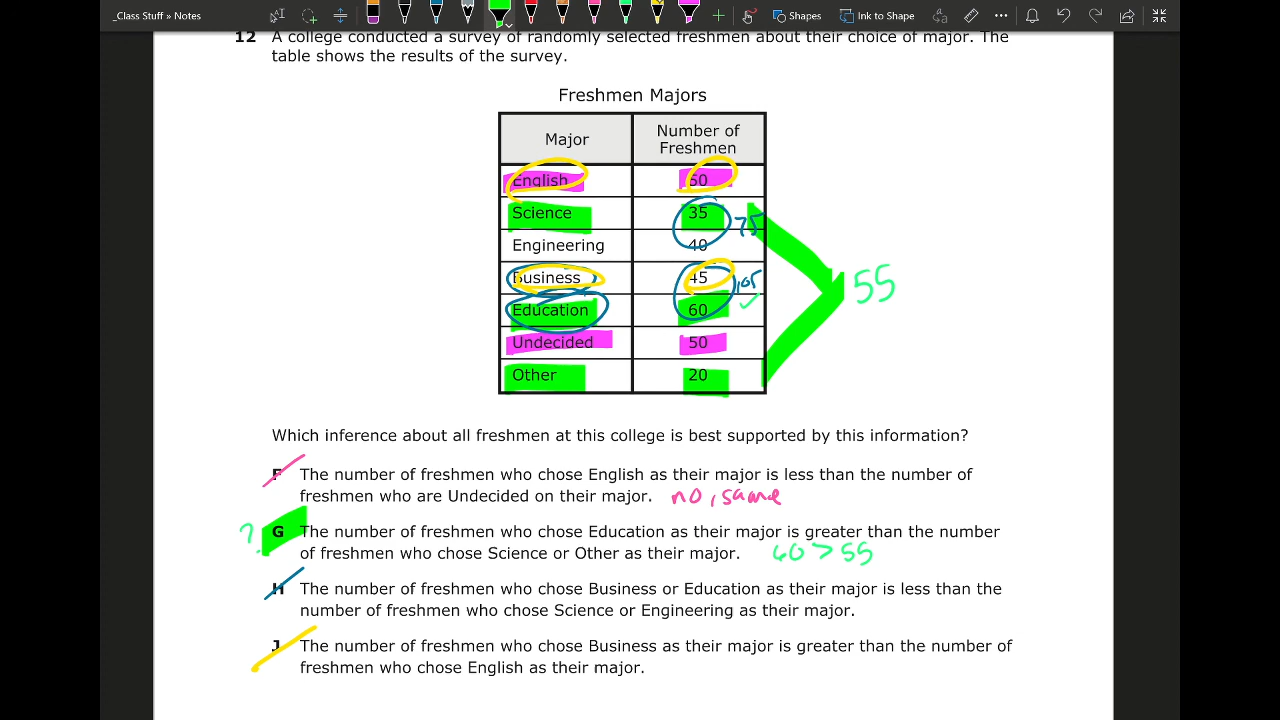 _Class Stuff » Notes
Shapes
Ink to Shape
12 A college conducted a survey of randomly selected freshmen about their choice of major. The
table shows the results of the survey.
Freshmen Majors
Major Number of
Freshmen
English 50
Science 35
75
Engineering 40
Business 45
105
55
Education 60
Undecided 50
Other 20
Which inference about all freshmen at this college is best supported by this information?
F The number of freshmen who chose English as their major is less than the number of
freshmen who are Undecided on their major. no, same
? G The number of freshmen who chose Education as their major is greater than the number
of freshmen who chose Science or Other as their major. 60 > 55
H The number of freshmen who chose Business or Education as their major is less than the
number of freshmen who chose Science or Engineering as their major.
J The number of freshmen who chose Business as their major is greater than the number of
freshmen who chose English as their major.